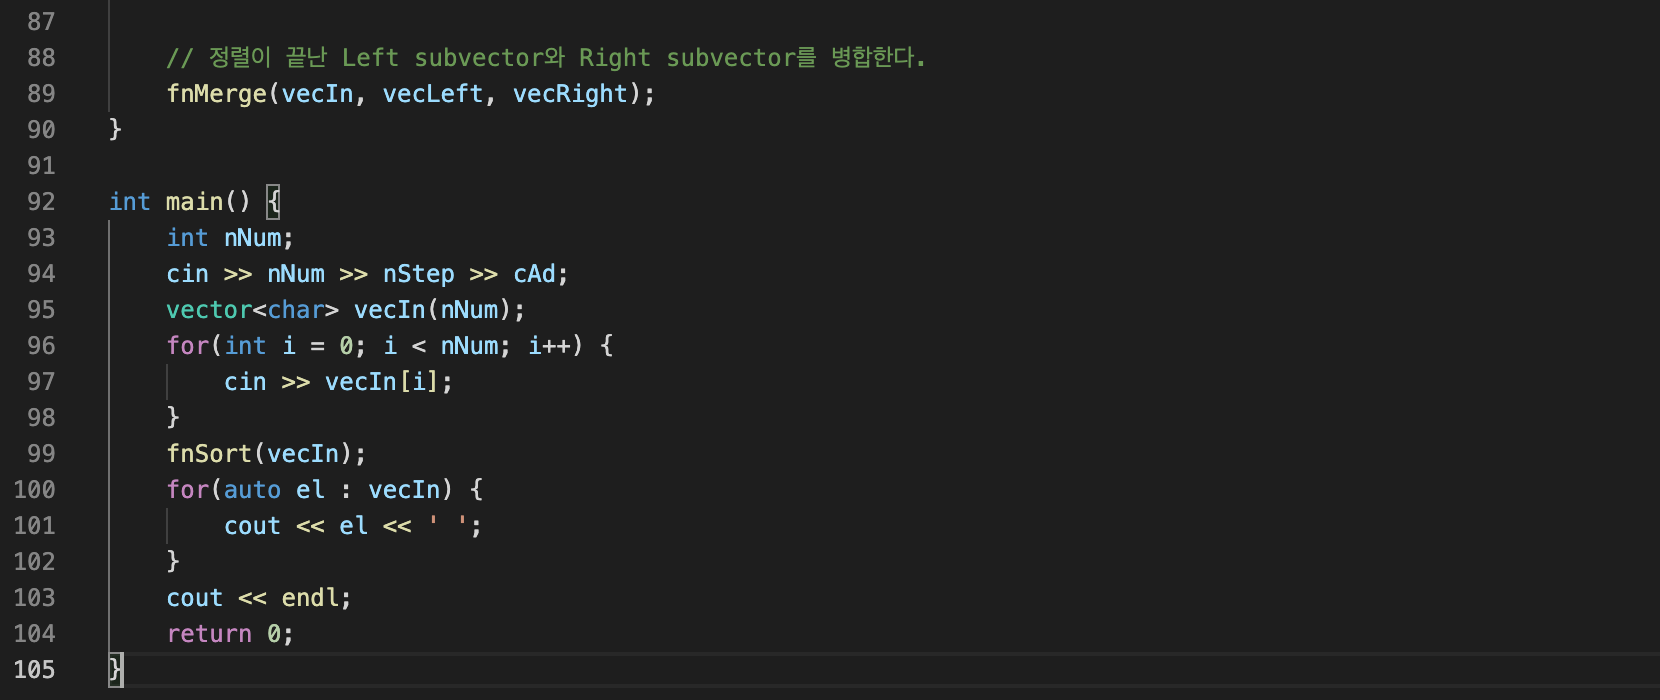 87
88 // 정렬이 끝난 Left subvector와 Right subvector를 병합한다.
89 fnMerge(vecIn, vecLeft, vecRight);
90 }
91
92 int main() {
93 int nNum;
94 cin >> nNum >> nStep >> cAd;
95 vector<char> vecIn(nNum);
96 for(int i = 0; i < nNum; i++) {
97 cin >> vecIn[i];
98 }
99 fnSort(vecIn);
100 for(auto el : vecIn) {
101 cout << el << ' ';
102 }
103 cout << endl;
104 return 0;
105 }